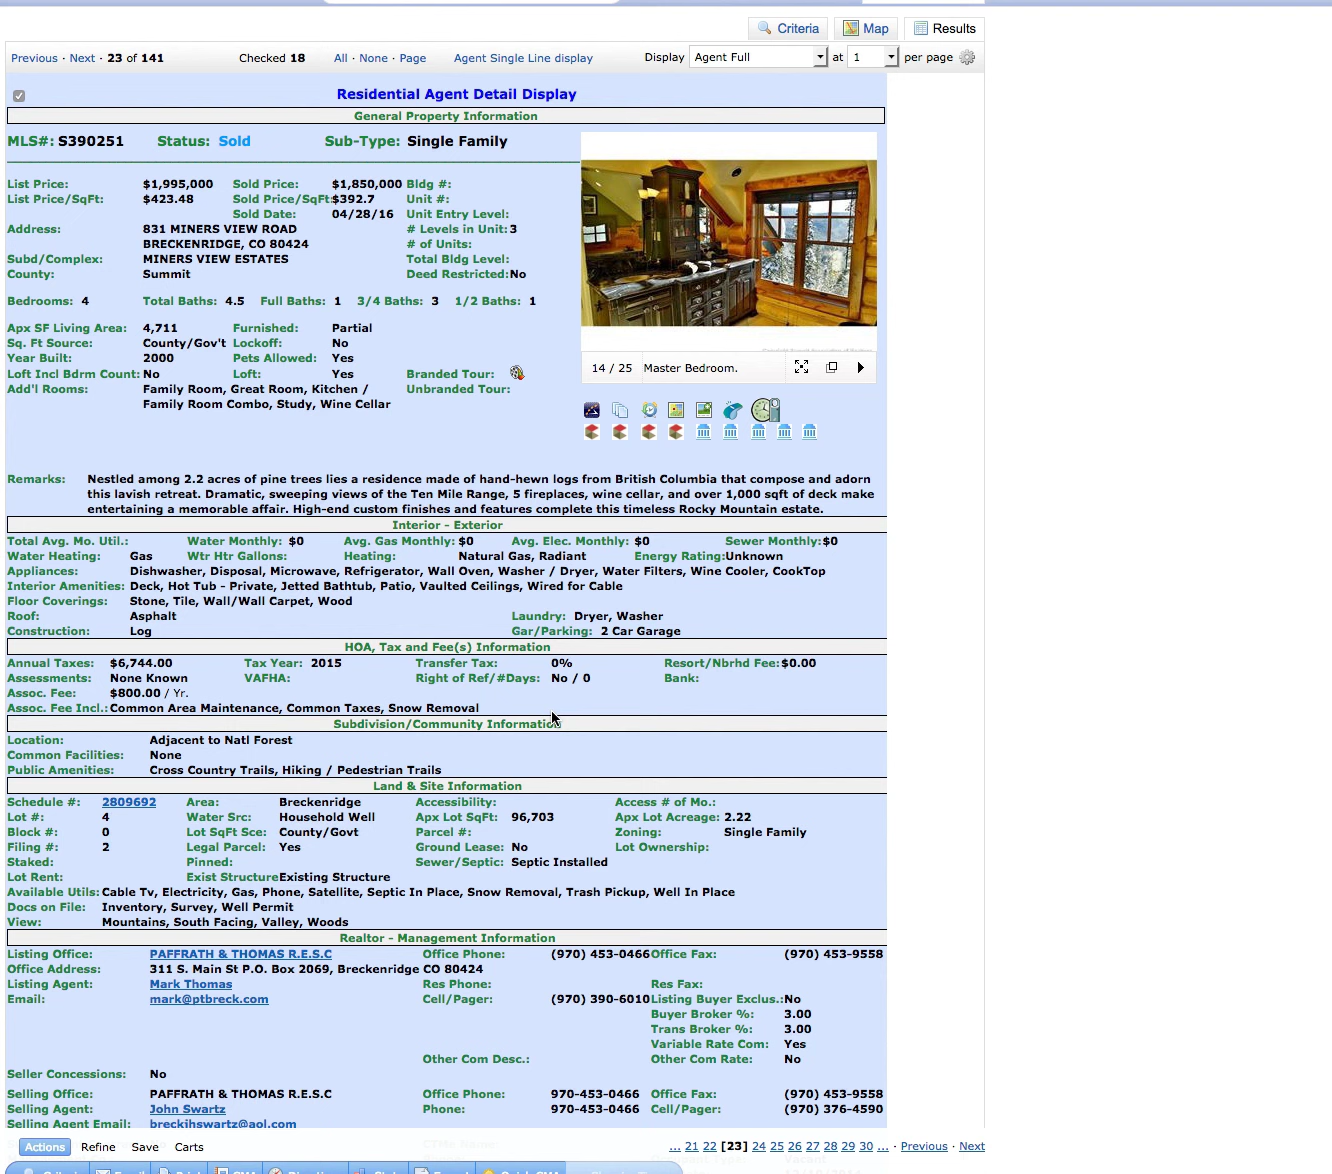 Criteria Map Results
Previous · Next · 23 of 141 Checked 18 All · None · Page Agent Single Line display Display Agent Full at 1 per page
Residential Agent Detail Display
General Property Information
MLS#: S390251 Status: Sold Sub-Type: Single Family
List Price: $1,995,000 Sold Price: $1,850,000 Bldg #:
List Price/SqFt: $423.48 Sold Price/SqFt: $392.7 Unit #:
Sold Date: 04/28/16 Unit Entry Level:
Address: 831 MINERS VIEW ROAD # Levels in Unit: 3
BRECKENRIDGE, CO 80424 # of Units:
Subd/Complex: MINERS VIEW ESTATES Total Bldg Level:
County: Summit Deed Restricted: No
Bedrooms: 4 Total Baths: 4.5 Full Baths: 1 3/4 Baths: 3 1/2 Baths: 1
Apx SF Living Area: 4,711 Furnished: Partial
Sq. Ft Source: County/Gov't Lockoff: No
Year Built: 2000 Pets Allowed: Yes
14 / 25 Master Bedroom.
Loft Incl Bdrm Count: No Loft: Yes Branded Tour:
Add'l Rooms: Family Room, Great Room, Kitchen / Unbranded Tour:
Family Room Combo, Study, Wine Cellar
Remarks: Nestled among 2.2 acres of pine trees lies a residence made of hand-hewn logs from British Columbia that compose and adorn
this lavish retreat. Dramatic, sweeping views of the Ten Mile Range, 5 fireplaces, wine cellar, and over 1,000 sqft of deck make
entertaining a memorable affair. High-end custom finishes and features complete this timeless Rocky Mountain estate.
Interior - Exterior
Total Avg. Mo. Util.: Water Monthly: $0 Avg. Gas Monthly: $0 Avg. Elec. Monthly: $0 Sewer Monthly: $0
Water Heating: Gas Wtr Htr Gallons: Heating: Natural Gas, Radiant Energy Rating: Unknown
Appliances: Dishwasher, Disposal, Microwave, Refrigerator, Wall Oven, Washer / Dryer, Water Filters, Wine Cooler, CookTop
Interior Amenities: Deck, Hot Tub - Private, Jetted Bathtub, Patio, Vaulted Ceilings, Wired for Cable
Floor Coverings: Stone, Tile, Wall/Wall Carpet, Wood
Roof: Asphalt Laundry: Dryer, Washer
Construction: Log Gar/Parking: 2 Car Garage
HOA, Tax and Fee(s) Information
Annual Taxes: $6,744.00 Tax Year: 2015 Transfer Tax: 0% Resort/Nbrhd Fee: $0.00
Assessments: None Known VAFHA: Right of Ref/#Days: No / 0 Bank:
Assoc. Fee: $800.00 / Yr.
Assoc. Fee Incl.: Common Area Maintenance, Common Taxes, Snow Removal
Subdivision/Community Information
Location: Adjacent to Natl Forest
Common Facilities: None
Public Amenities: Cross Country Trails, Hiking / Pedestrian Trails
Land & Site Information
Schedule #: 2809692 Area: Breckenridge Accessibility: Access # of Mo.:
Lot #: 4 Water Src: Household Well Apx Lot SqFt: 96,703 Apx Lot Acreage: 2.22
Block #: 0 Lot SqFt Sce: County/Govt Parcel #: Zoning: Single Family
Filing #: 2 Legal Parcel: Yes Ground Lease: No Lot Ownership:
Staked: Pinned: Sewer/Septic: Septic Installed
Lot Rent: Exist Structure Existing Structure
Available Utils: Cable Tv, Electricity, Gas, Phone, Satellite, Septic In Place, Snow Removal, Trash Pickup, Well In Place
Docs on File: Inventory, Survey, Well Permit
View: Mountains, South Facing, Valley, Woods
Realtor - Management Information
Listing Office: PAFFRATH & THOMAS R.E.S.C Office Phone: (970) 453-0466 Office Fax: (970) 453-9558
Office Address: 311 S. Main St P.O. Box 2069, Breckenridge CO 80424
Listing Agent: Mark Thomas Res Phone: Res Fax:
Email: mark@ptbreck.com Cell/Pager: (970) 390-6010 Listing Buyer Exclus.: No
Buyer Broker %: 3.00
Trans Broker %: 3.00
Variable Rate Com: Yes
Other Com Desc.: Other Com Rate: No
Seller Concessions: No
Selling Office: PAFFRATH & THOMAS R.E.S.C Office Phone: 970-453-0466 Office Fax: (970) 453-9558
Selling Agent: John Swartz Phone: 970-453-0466 Cell/Pager: (970) 376-4590
Selling Agent Email: breckjhswartz@aol.com
Actions Refine Save Carts ... 21 22 [23] 24 25 26 27 28 29 30 ... · Previous · Next